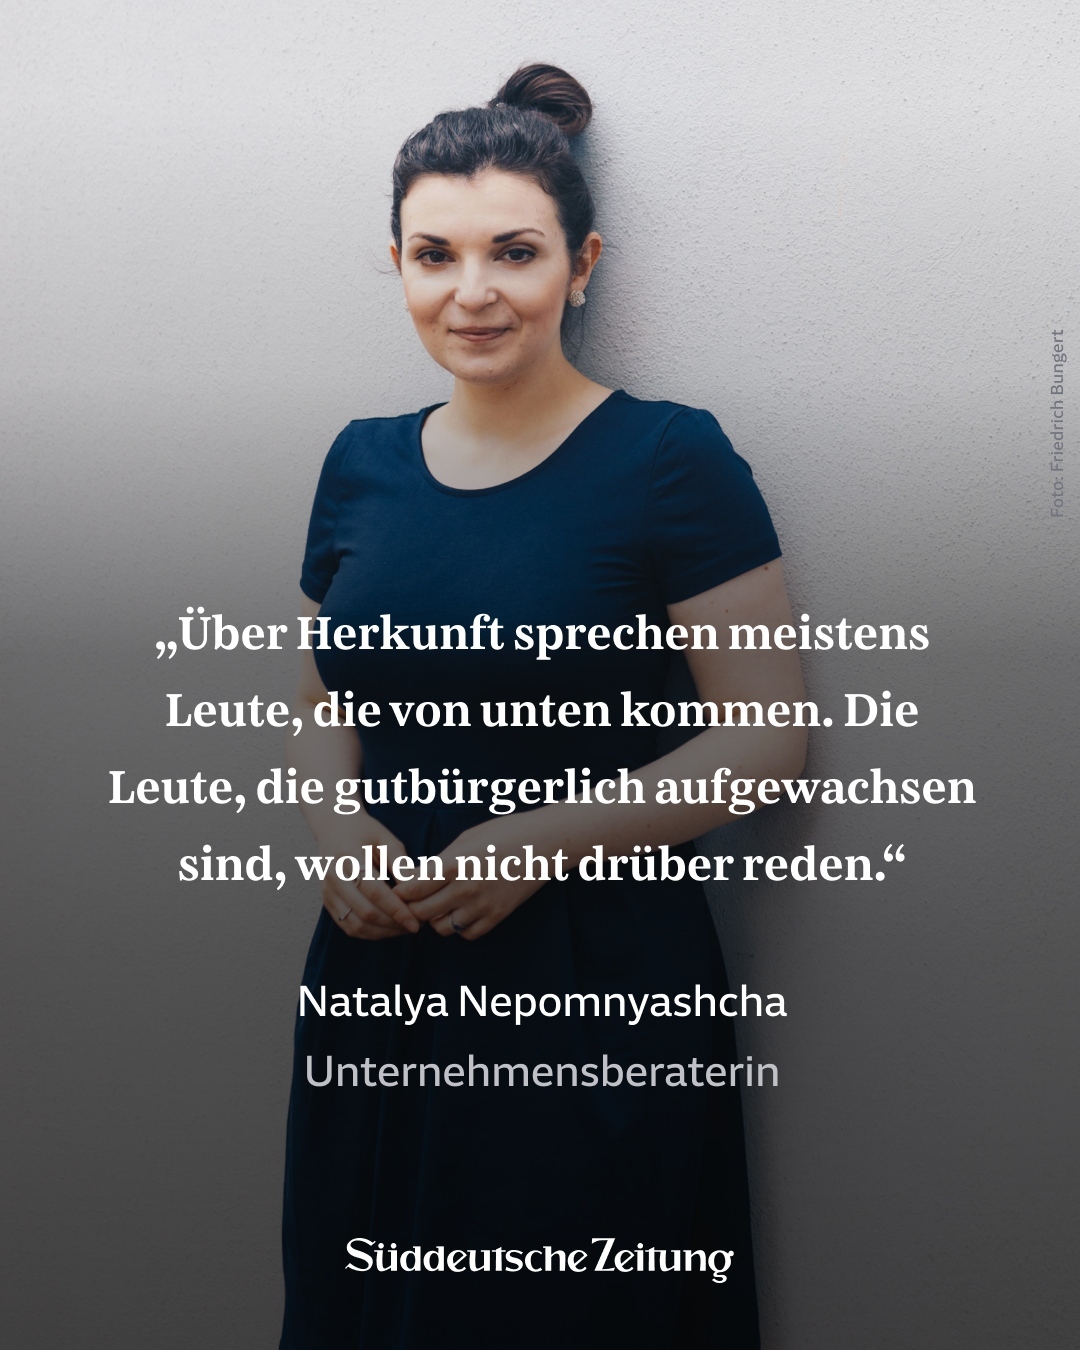 Foto: Friedrich Bungert
„Über Herkunft sprechen meistens
Leute, die von unten kommen. Die
Leute, die gutbürgerlich aufgewachsen
sind, wollen nicht drüber reden.“
Natalya Nepomnyashcha
Unternehmensberaterin
Süddeutsche Zeitung